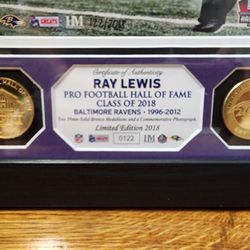 Certificate of Authenticity
RAY LEWIS
PRO FOOTBALL HALL OF FAME
CLASS OF 2018
BALTIMORE RAVENS - 1996-2012
Two 39mm Solid Bronze Medallions and a Commemorative Photograph.
Limited Edition 2018
0122